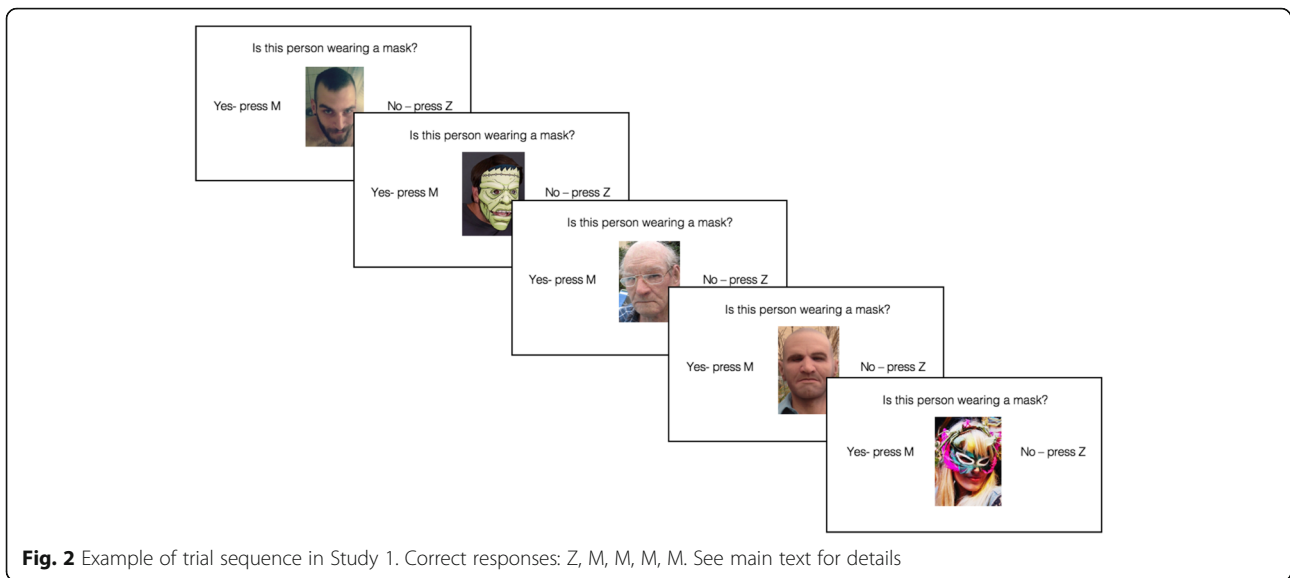 Is this person wearing a mask?
Yes- press M No – press Z
Is this person wearing a mask?
Yes- press M No – press Z
Is this person wearing a mask?
Yes- press M No – press Z
Is this person wearing a mask?
Yes- press M No – press Z
Is this person wearing a mask?
Yes- press M No – press Z
Fig. 2 Example of trial sequence in Study 1. Correct responses: Z, M, M, M, M. See main text for details